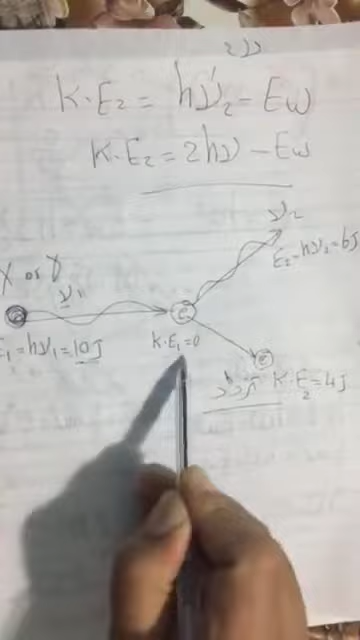 K.E₂ = hν'₂ - Ew
K.E₂ = 2hν - Ew
ν₂
E₂=hν₂=6J
X or γ
ν₁
e⁻
E₁=hν₁=10J
K.E₁=0
e⁻
K.E₂=4J